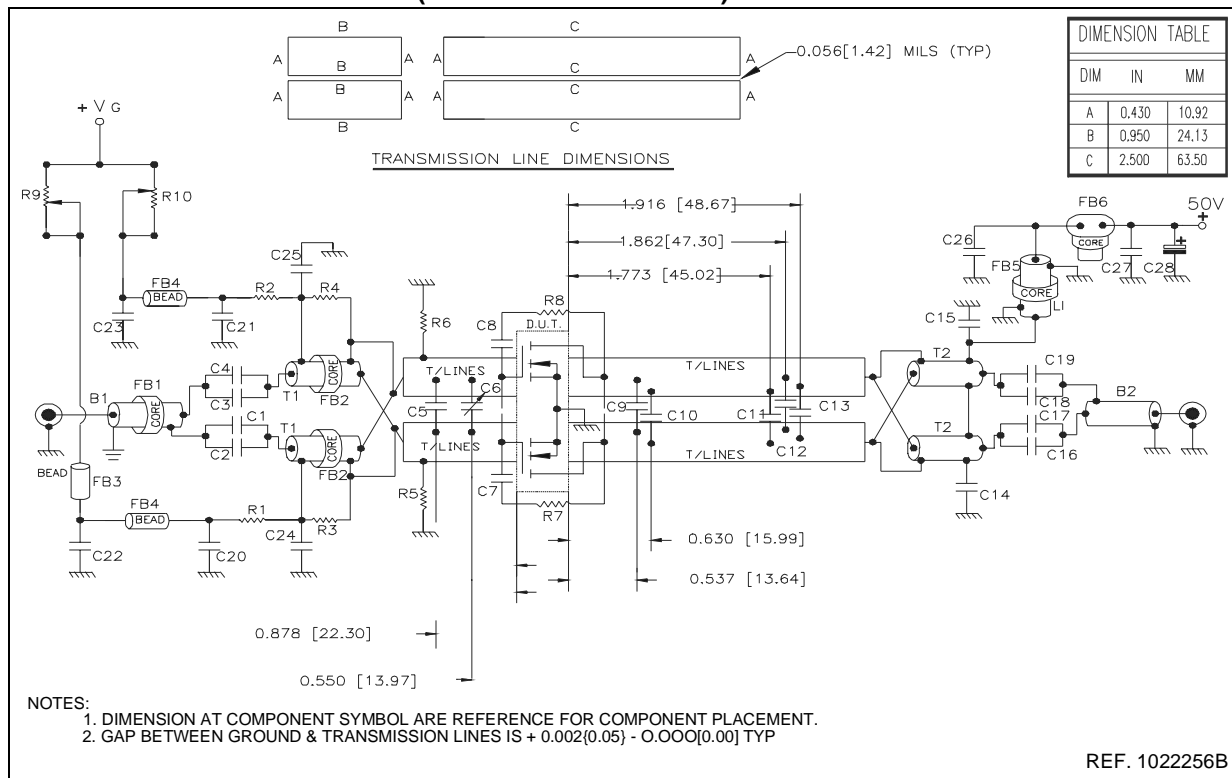 B
C
A
B
A
A
C
A
0.056[1.42] MILS (TYP)
A
B
A
A
C
A
B
C
TRANSMISSION LINE DIMENSIONS
DIMENSION TABLE
DIM IN MM
A 0.430 10.92
B 0.950 24.13
C 2.500 63.50
+ V G
R9
R10
1.916 [48.67]
1.862[47.30]
1.773 [45.02]
FB6
50V
+
CORE
C26
C27
+
C28
FB5
CORE
L1
C15
C25
FB4
BEAD
R2
R4
C23
C21
R6
R8
C8
D.U.T.
T/LINES
T/LINES
C4
C3
T1
CORE
FB2
B1
FB1
CORE
C1
C2
T1
CORE
FB2
C5
C6
C9
C10
C11
C12
C13
T2
C19
C18
B2
C17
C16
T2
T/LINES
T/LINES
BEAD
FB3
FB4
BEAD
R1
R3
R5
C7
R7
C14
C22
C20
C24
0.630 [15.99]
0.537 [13.64]
0.878 [22.30]
0.550 [13.97]
NOTES:
1. DIMENSION AT COMPONENT SYMBOL ARE REFERENCE FOR COMPONENT PLACEMENT.
2. GAP BETWEEN GROUND & TRANSMISSION LINES IS + 0.002{0.05} - O.OOO[0.00] TYP
REF. 1022256B